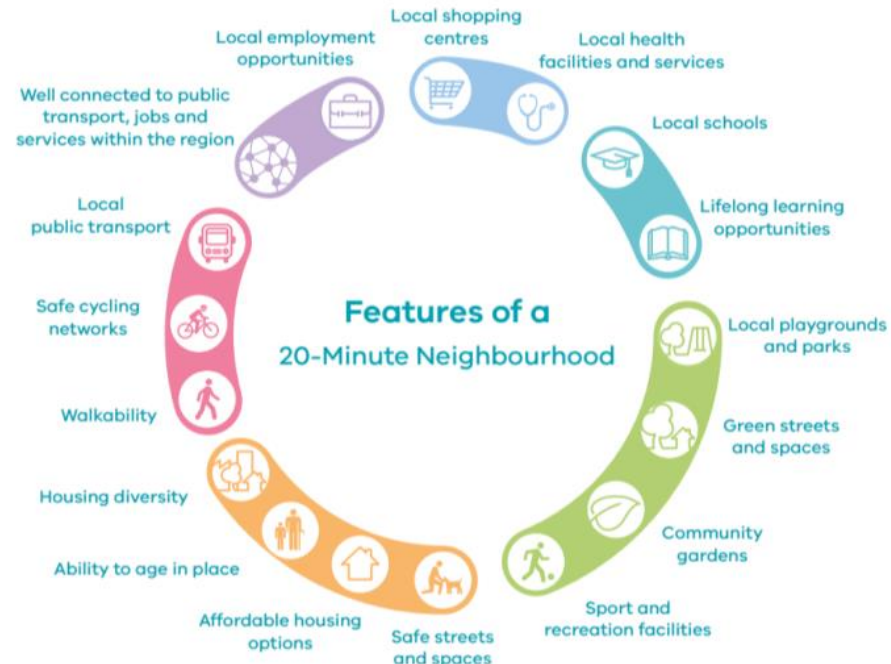 Features of a
20-Minute Neighbourhood
Local shopping
centres
Local health
facilities and services
Local schools
Lifelong learning
opportunities
Local playgrounds
and parks
Green streets
and spaces
Community
gardens
Sport and
recreation facilities
Safe streets
and spaces
Affordable housing
options
Ability to age in place
Housing diversity
Walkability
Safe cycling
networks
Local
public transport
Well connected to public
transport, jobs and
services within the region
Local employment
opportunities